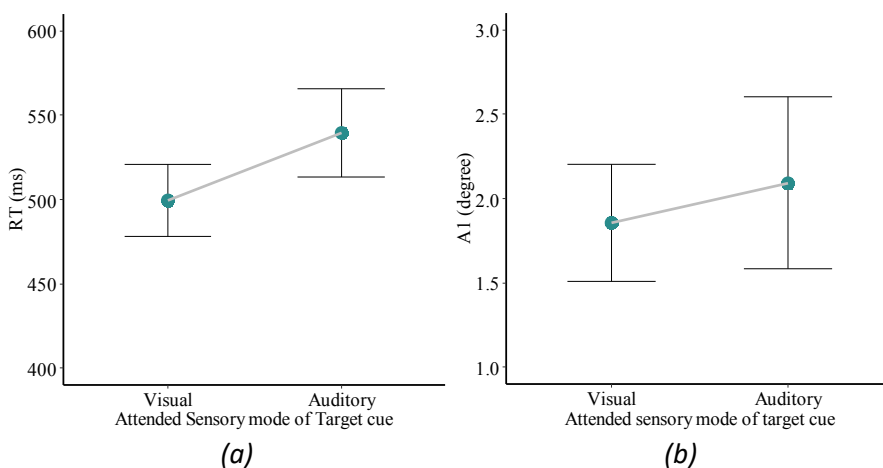 RT (ms)
600
550
500
450
400
Visual
Auditory
Attended Sensory mode of Target cue
(a)
A1 (degree)
3.0
2.5
2.0
1.5
1.0
Visual
Auditory
Attended sensory mode of target cue
(b)